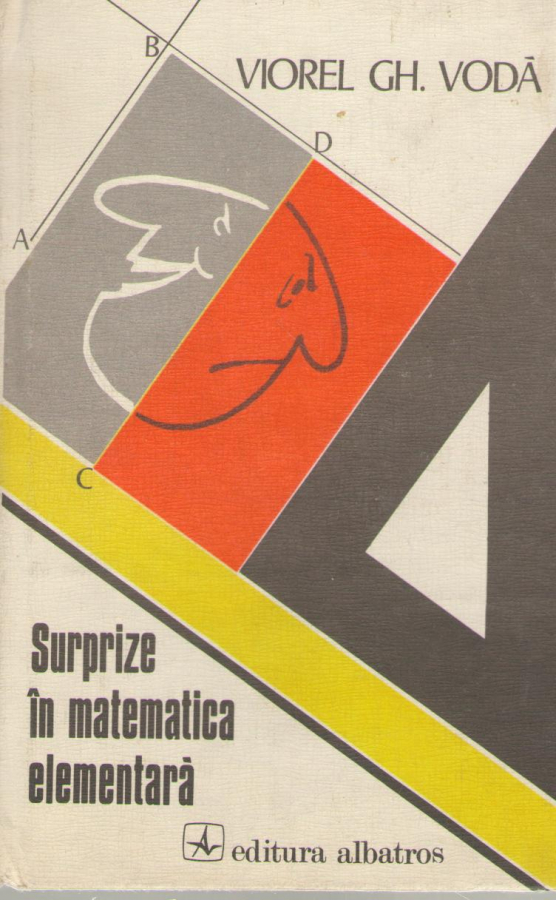 B
VIOREL GH. VODĂ
D
A
C
Surprize
în matematica
elementară
editura albatros